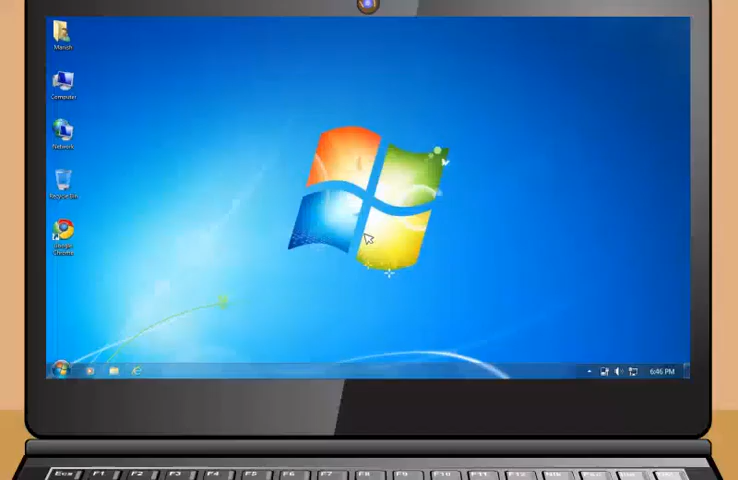 Manish
Computer
Network
Recycle Bin
Google
Chrome
6:46 PM
Esc F1 F2 F3 F4 F5 F6 F7 F8 F9 F10 F11 F12